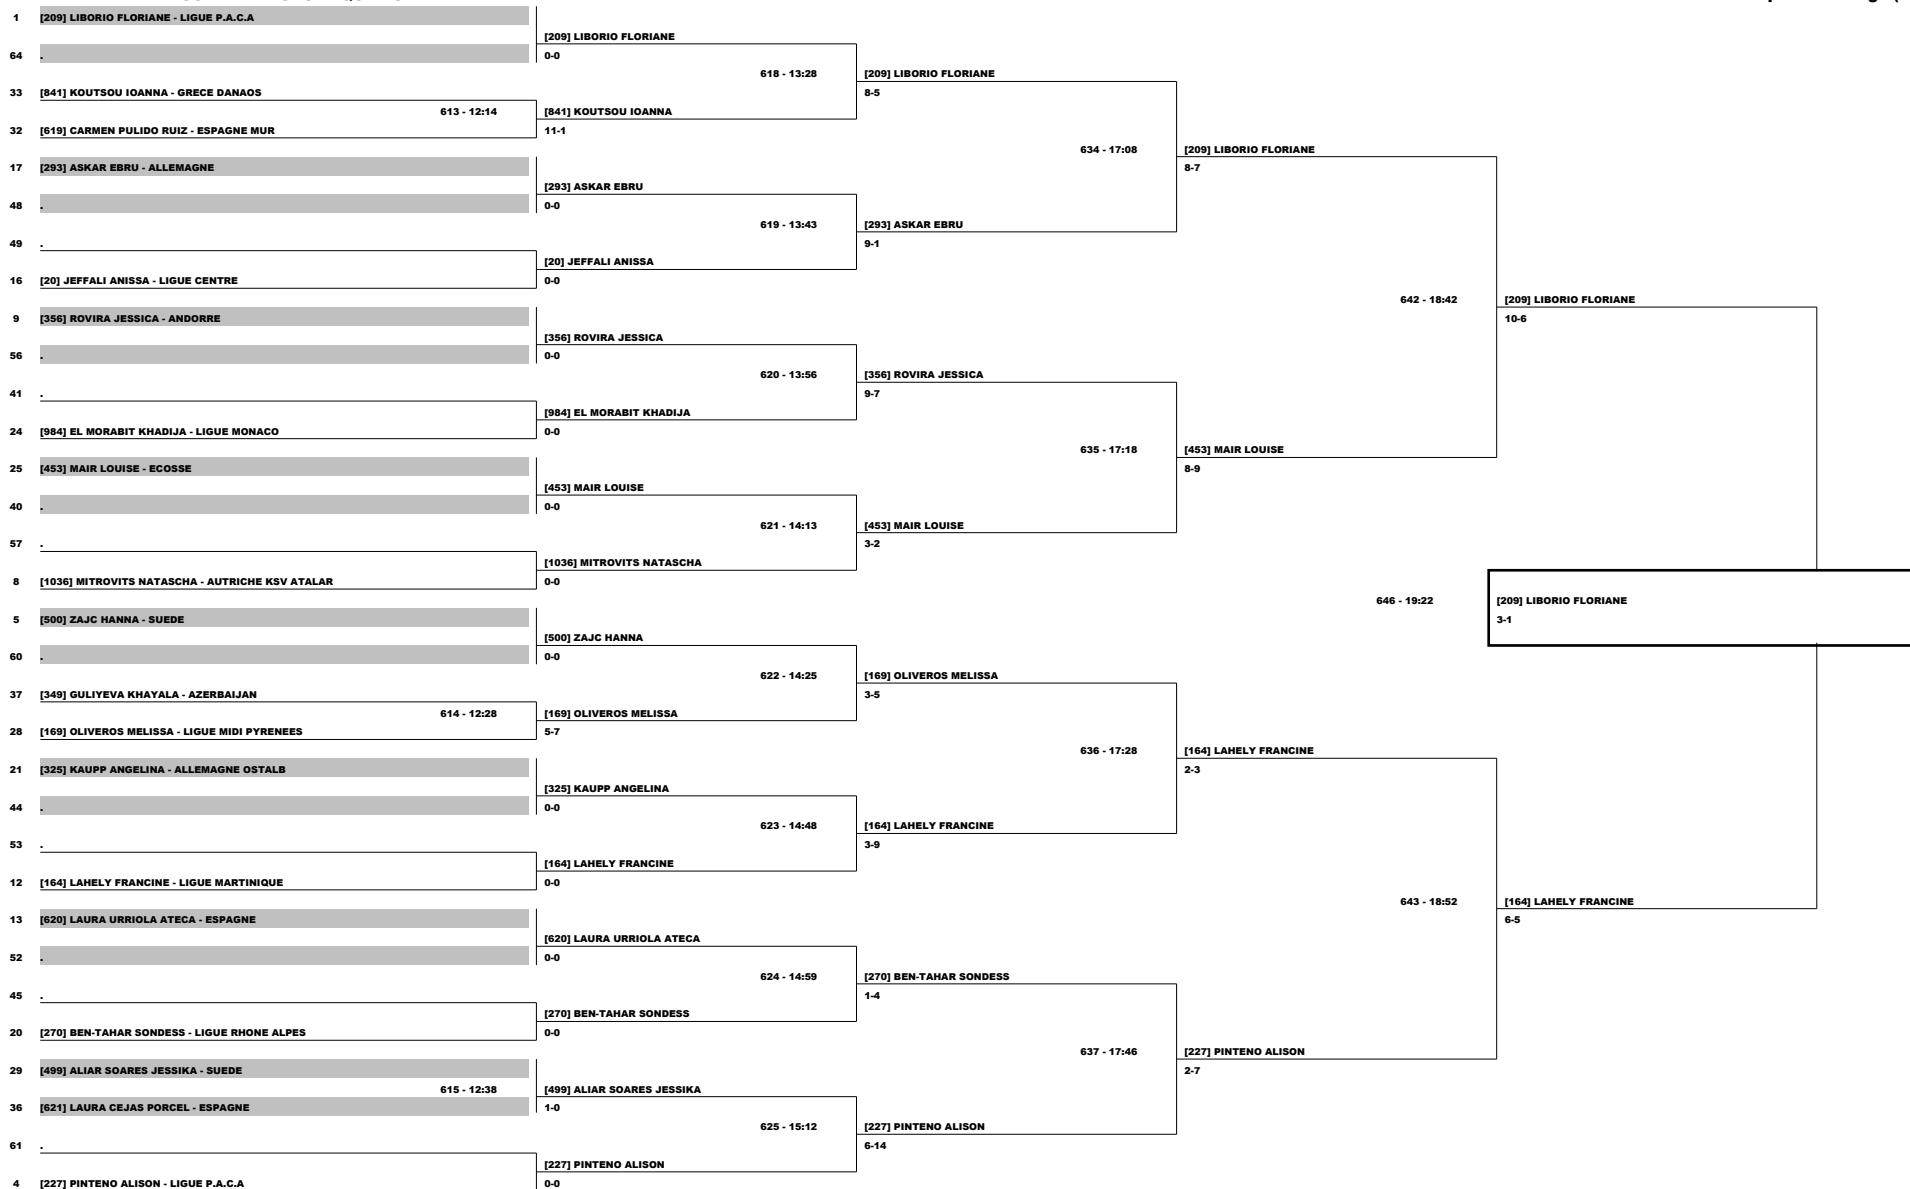 1 [209] LIBORIO FLORIANE - LIGUE P.A.C.A
[209] LIBORIO FLORIANE
64 . 0-0
618 - 13:28 [209] LIBORIO FLORIANE
33 [841] KOUTSOU IOANNA - GRECE DANAOS 8-5
613 - 12:14 [841] KOUTSOU IOANNA
32 [619] CARMEN PULIDO RUIZ - ESPAGNE MUR 11-1
634 - 17:08 [209] LIBORIO FLORIANE
17 [293] ASKAR EBRU - ALLEMAGNE 8-7
[293] ASKAR EBRU
48 . 0-0
619 - 13:43 [293] ASKAR EBRU
49 . 9-1
[20] JEFFALI ANISSA
16 [20] JEFFALI ANISSA - LIGUE CENTRE 0-0
642 - 18:42 [209] LIBORIO FLORIANE
9 [356] ROVIRA JESSICA - ANDORRE 10-6
[356] ROVIRA JESSICA
56 . 0-0
620 - 13:56 [356] ROVIRA JESSICA
41 . 9-7
[984] EL MORABIT KHADIJA
24 [984] EL MORABIT KHADIJA - LIGUE MONACO 0-0
635 - 17:18 [453] MAIR LOUISE
25 [453] MAIR LOUISE - ECOSSE 8-9
[453] MAIR LOUISE
40 . 0-0
621 - 14:13 [453] MAIR LOUISE
57 . 3-2
[1036] MITROVITS NATASCHA
8 [1036] MITROVITS NATASCHA - AUTRICHE KSV ATALAR 0-0
646 - 19:22 [209] LIBORIO FLORIANE
5 [500] ZAJC HANNA - SUEDE 3-1
[500] ZAJC HANNA
60 . 0-0
622 - 14:25 [169] OLIVEROS MELISSA
37 [349] GULIYEVA KHAYALA - AZERBAIJAN 3-5
614 - 12:28 [169] OLIVEROS MELISSA
28 [169] OLIVEROS MELISSA - LIGUE MIDI PYRENEES 5-7
636 - 17:28 [164] LAHELY FRANCINE
21 [325] KAUPP ANGELINA - ALLEMAGNE OSTALB 2-3
[325] KAUPP ANGELINA
44 . 0-0
623 - 14:48 [164] LAHELY FRANCINE
53 . 3-9
[164] LAHELY FRANCINE
12 [164] LAHELY FRANCINE - LIGUE MARTINIQUE 0-0
643 - 18:52 [164] LAHELY FRANCINE
13 [620] LAURA URRIOLA ATECA - ESPAGNE 6-5
[620] LAURA URRIOLA ATECA
52 . 0-0
624 - 14:59 [270] BEN-TAHAR SONDESS
45 . 1-4
[270] BEN-TAHAR SONDESS
20 [270] BEN-TAHAR SONDESS - LIGUE RHONE ALPES 0-0
637 - 17:46 [227] PINTENO ALISON
29 [499] ALIAR SOARES JESSIKA - SUEDE 2-7
615 - 12:38 [499] ALIAR SOARES JESSIKA
36 [621] LAURA CEJAS PORCEL - ESPAGNE 1-0
625 - 15:12 [227] PINTENO ALISON
61 . 6-14
[227] PINTENO ALISON
4 [227] PINTENO ALISON - LIGUE P.A.C.A 0-0